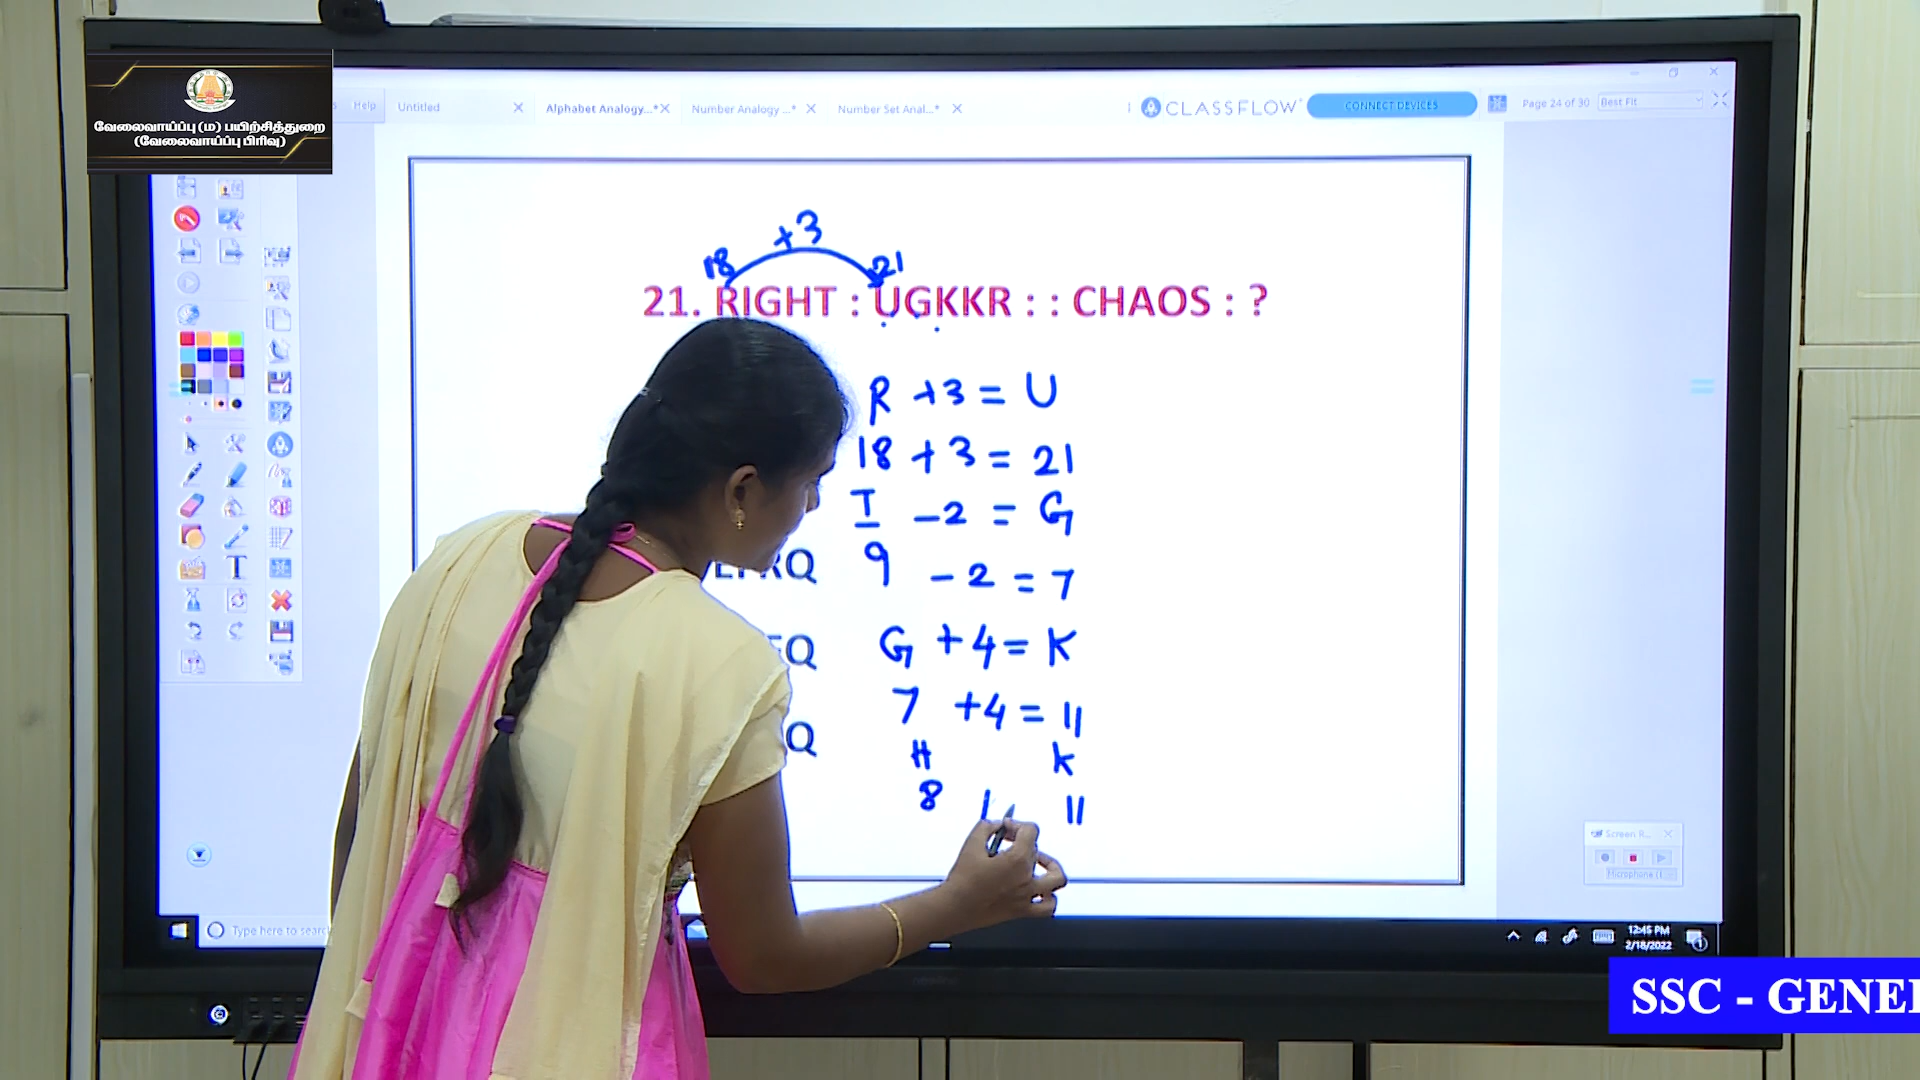 வேலைவாய்ப்பு (ம) பயிற்சித்துறை
(வேலைவாய்ப்பு பிரிவு)
Help
Untitled
Alphabet Analogy...*
Number Analogy ...*
Number Set Anal...*
CLASSFLOW
CONNECT DEVICES
Page 24 of 30
Best Fit
+3
18
21
21. RIGHT : UGKKR : : CHAOS : ?
R +3 = U
18 + 3 = 21
I - 2 = G
9 - 2 = 7
G + 4 = K
7 + 4 = 11
H K
8 11
Q
Q
T
Screen R...
Microphone (I...
Type here to search
12:45 PM
2/18/2022
SSC - GENE